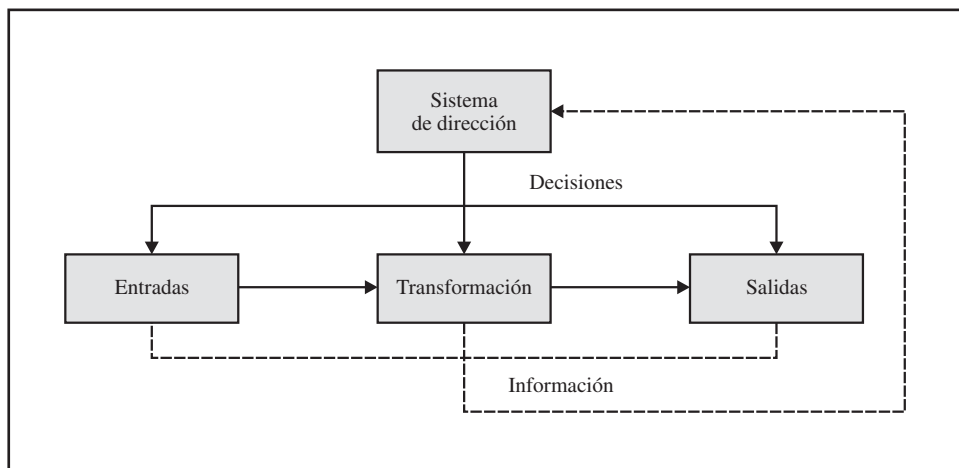 Sistema
de dirección
Decisiones
Entradas
Transformación
Salidas
Información